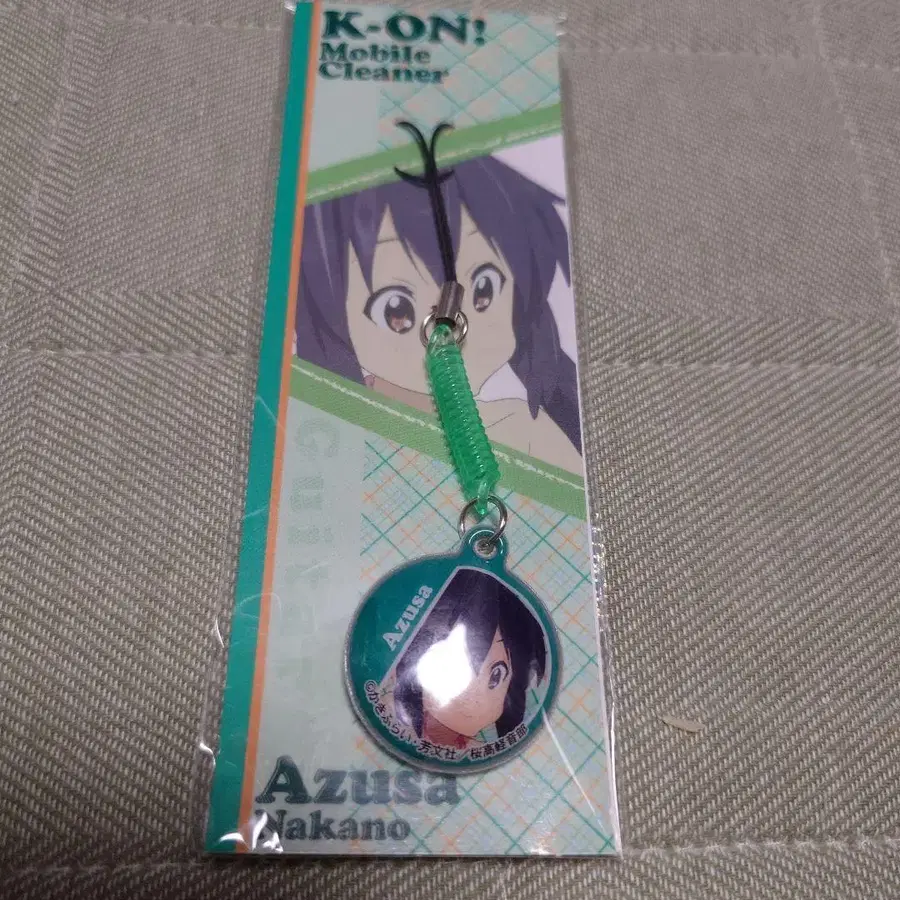 K-ON!
Mobile
Cleaner
Azusa
©かきふらい・芳文社 桜高軽音部
Azusa
Nakano